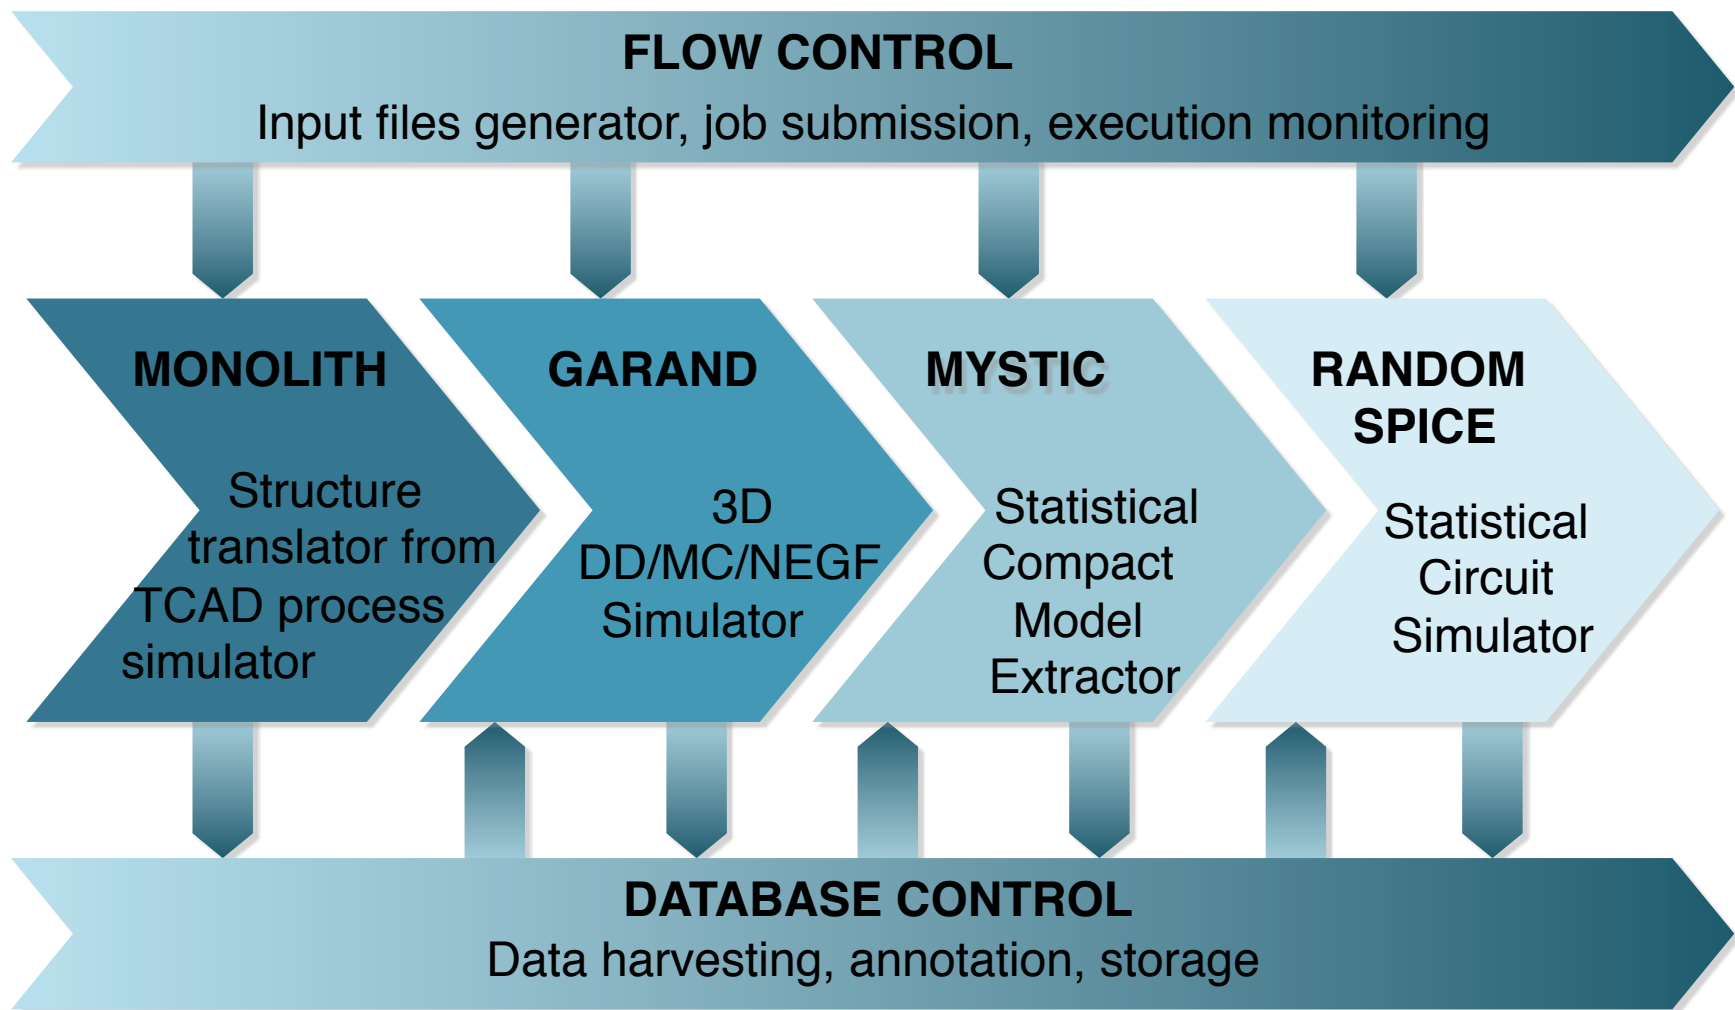 FLOW CONTROL
Input files generator, job submission, execution monitoring
MONOLITH
Structure
translator from
TCAD process
simulator
GARAND
3D
DD/MC/NEGF
Simulator
MYSTIC
Statistical
Compact
Model
Extractor
RANDOM
SPICE
Statistical
Circuit
Simulator
DATABASE CONTROL
Data harvesting, annotation, storage